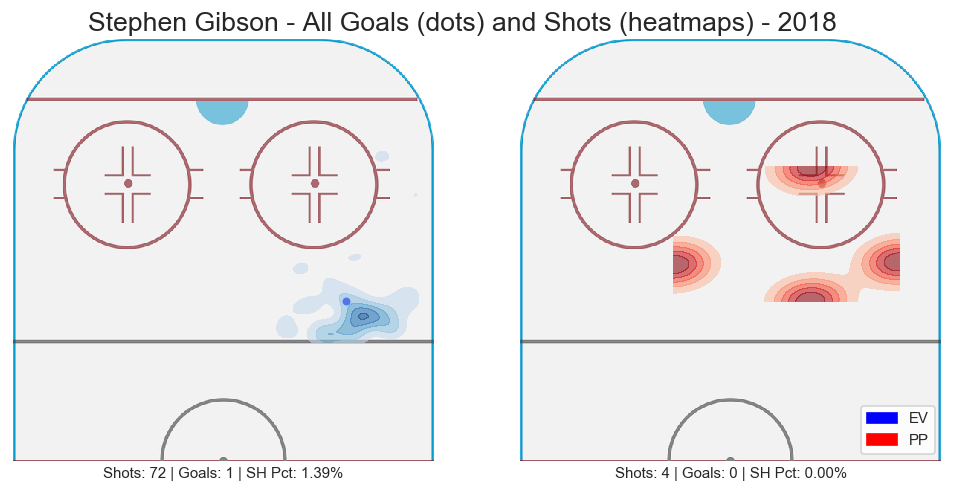 Stephen Gibson - All Goals (dots) and Shots (heatmaps) - 2018
EV
PP
Shots: 72 | Goals: 1 | SH Pct: 1.39%
Shots: 4 | Goals: 0 | SH Pct: 0.00%